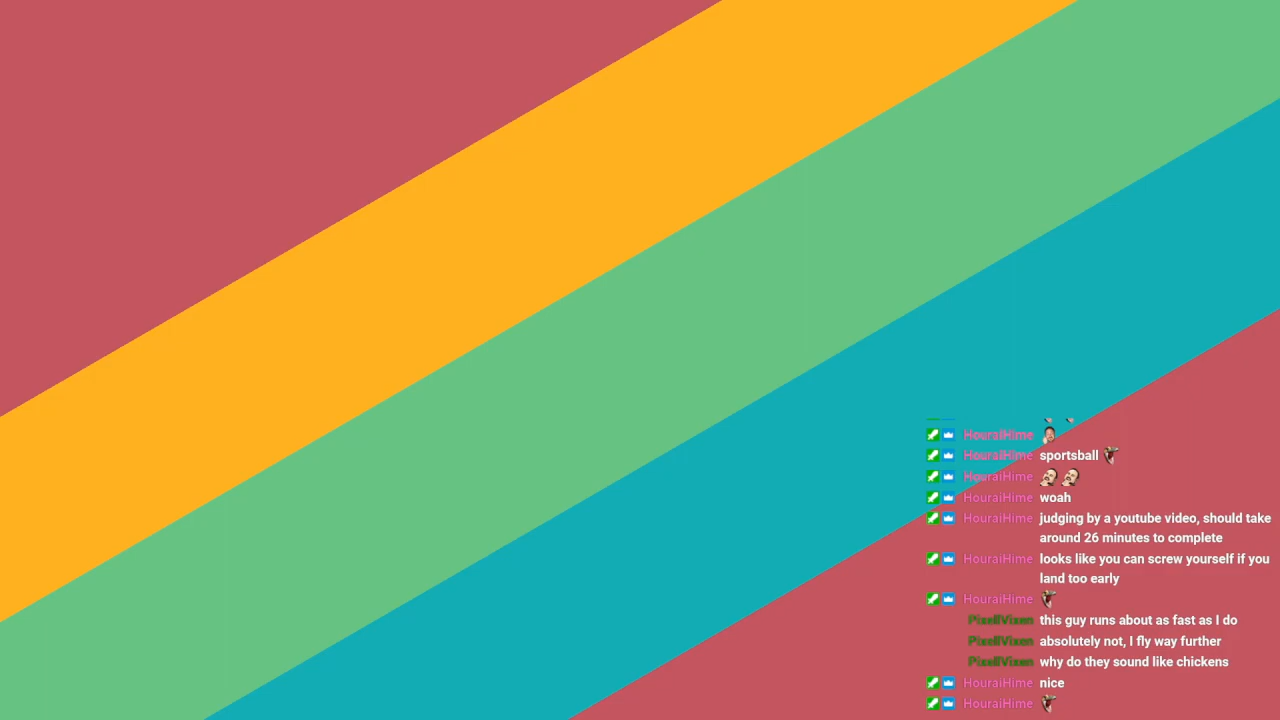 HouraiHime
HouraiHime sportsball
HouraiHime
HouraiHime woah
HouraiHime judging by a youtube video, should take
around 26 minutes to complete
HouraiHime looks like you can screw yourself if you
land too early
HouraiHime
PixellVixen this guy runs about as fast as I do
PixellVixen absolutely not, I fly way further
PixellVixen why do they sound like chickens
HouraiHime nice
HouraiHime